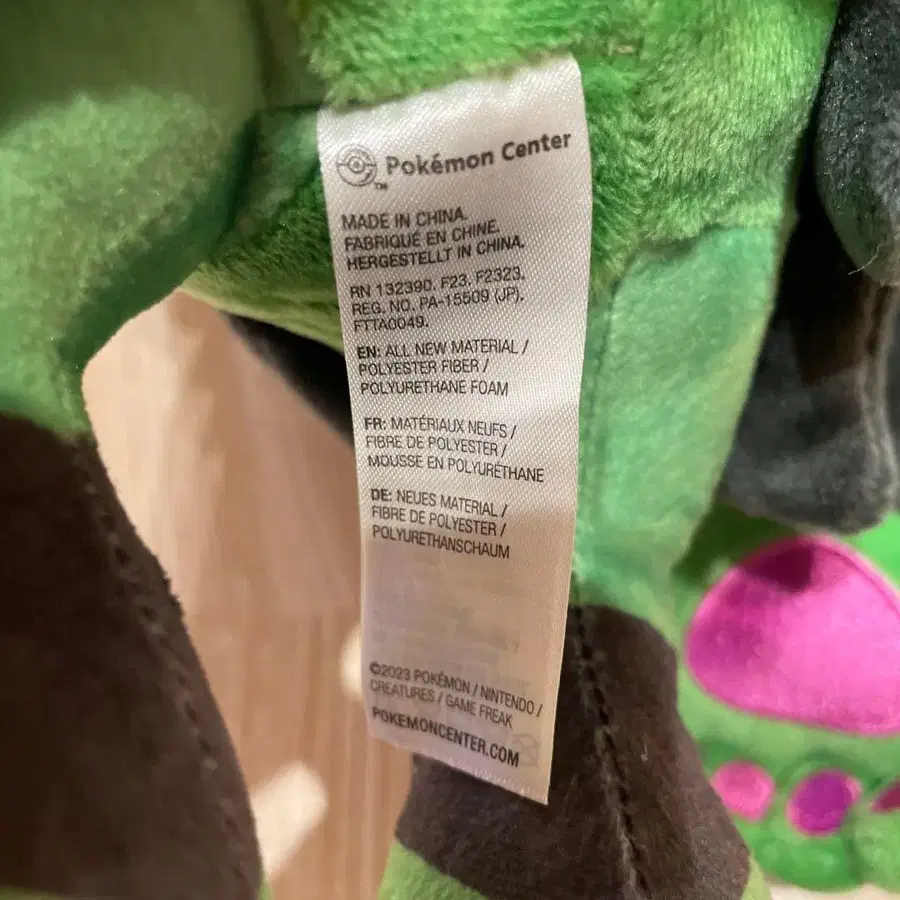 Pokémon Center
™
MADE IN CHINA.
FABRIQUÉ EN CHINE.
HERGESTELLT IN CHINA.
RN 132390. F23. F2323.
REG. NO. PA-15509 (JP).
FTTA0049.
EN: ALL NEW MATERIAL /
POLYESTER FIBER /
POLYURETHANE FOAM
FR: MATÉRIAUX NEUFS /
FIBRE DE POLYESTER /
MOUSSE EN POLYURÉTHANE
DE: NEUES MATERIAL /
FIBRE DE POLYESTER /
POLYURETHANSCHAUM
©2023 POKÉMON / NINTENDO /
CREATURES / GAME FREAK
POKEMONCENTER.COM